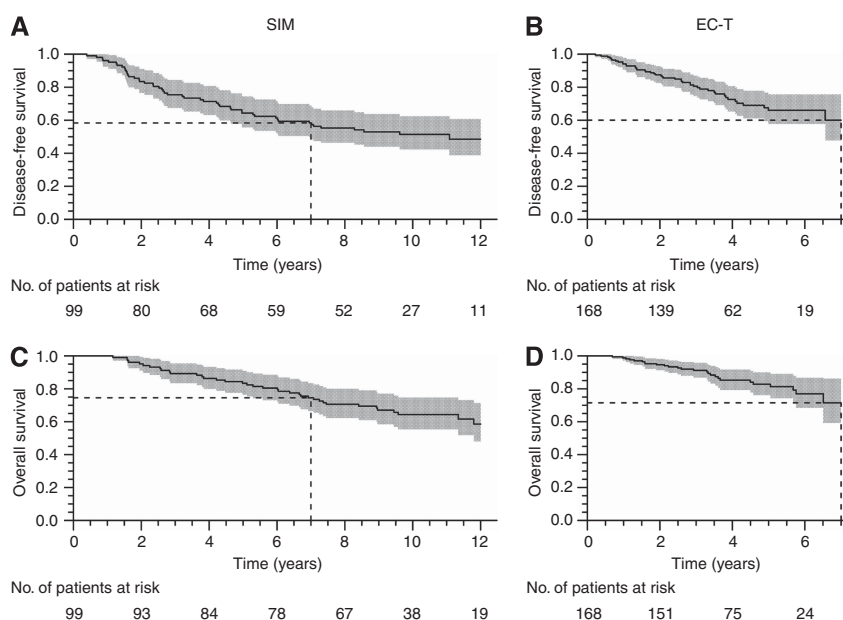 A
SIM
Disease-free survival
1.0
0.8
0.6
0.4
0.2
0.0
0 2 4 6 8 10 12
Time (years)
No. of patients at risk
99 80 68 59 52 27 11
B
EC-T
Disease-free survival
1.0
0.8
0.6
0.4
0.2
0.0
0 2 4 6
Time (years)
No. of patients at risk
168 139 62 19
C
Overall survival
1.0
0.8
0.6
0.4
0.2
0.0
0 2 4 6 8 10 12
Time (years)
No. of patients at risk
99 93 84 78 67 38 19
D
Overall survival
1.0
0.8
0.6
0.4
0.2
0.0
0 2 4 6
Time (years)
No. of patients at risk
168 151 75 24